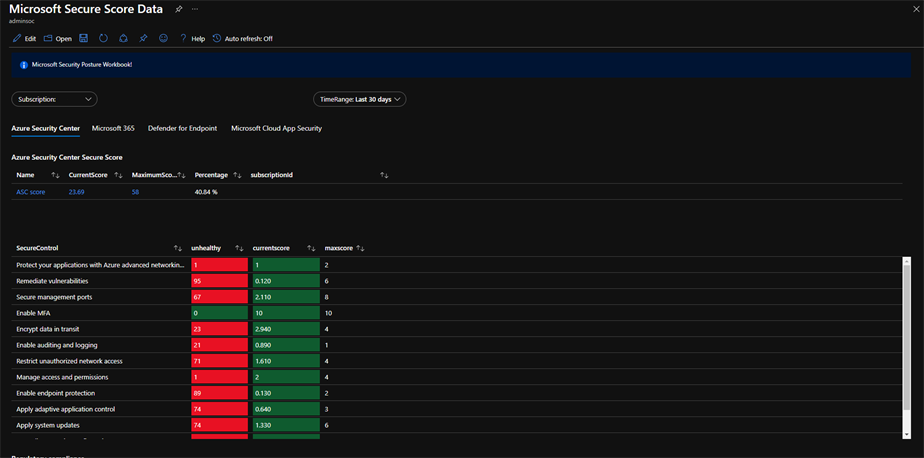 Microsoft Secure Score Data
adminsoc
Edit Open Help Auto refresh: Off
Microsoft Security Posture Workbook!
Subscription: TimeRange: Last 30 days
Azure Security Center Microsoft 365 Defender for Endpoint Microsoft Cloud App Security
Azure Security Center Secure Score
Name CurrentScore MaximumSco... Percentage subscriptionId
ASC score 23.69 58 40.84 %
SecureControl unhealthy currentscore maxscore
Protect your applications with Azure advanced networkin... 1 1 2
Remediate vulnerabilities 95 0.120 6
Secure management ports 67 2.110 8
Enable MFA 0 10 10
Encrypt data in transit 23 2.940 4
Enable auditing and logging 21 0.890 1
Restrict unauthorized network access 71 1.610 4
Manage access and permissions 1 2 4
Enable endpoint protection 89 0.130 2
Apply adaptive application control 74 0.640 3
Apply system updates 74 1.330 6